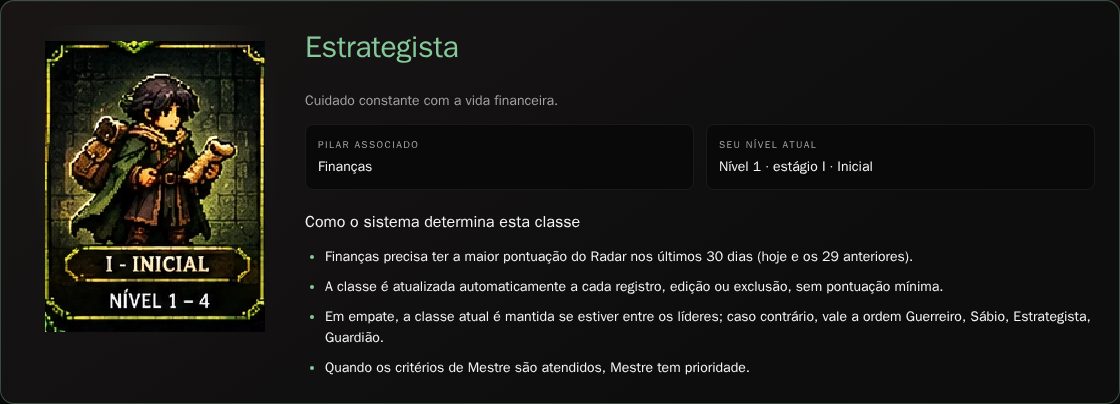 Estrategista
Cuidado constante com a vida financeira.
PILAR ASSOCIADO
Finanças
SEU NÍVEL ATUAL
Nível 1 · estágio I · Inicial
Como o sistema determina esta classe
• Finanças precisa ter a maior pontuação do Radar nos últimos 30 dias (hoje e os 29 anteriores).
• A classe é atualizada automaticamente a cada registro, edição ou exclusão, sem pontuação mínima.
• Em empate, a classe atual é mantida se estiver entre os líderes; caso contrário, vale a ordem Guerreiro, Sábio, Estrategista,
Guardião.
• Quando os critérios de Mestre são atendidos, Mestre tem prioridade.
I - INICIAL
NÍVEL 1 – 4